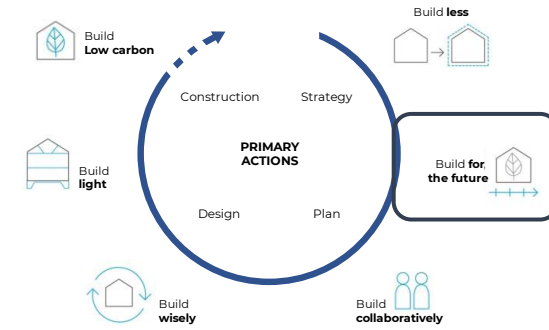 Build less
Build
Low carbon
Construction
Strategy
PRIMARY
ACTIONS
Build for
the future
Build
light
Design
Plan
Build
wisely
Build
collaboratively